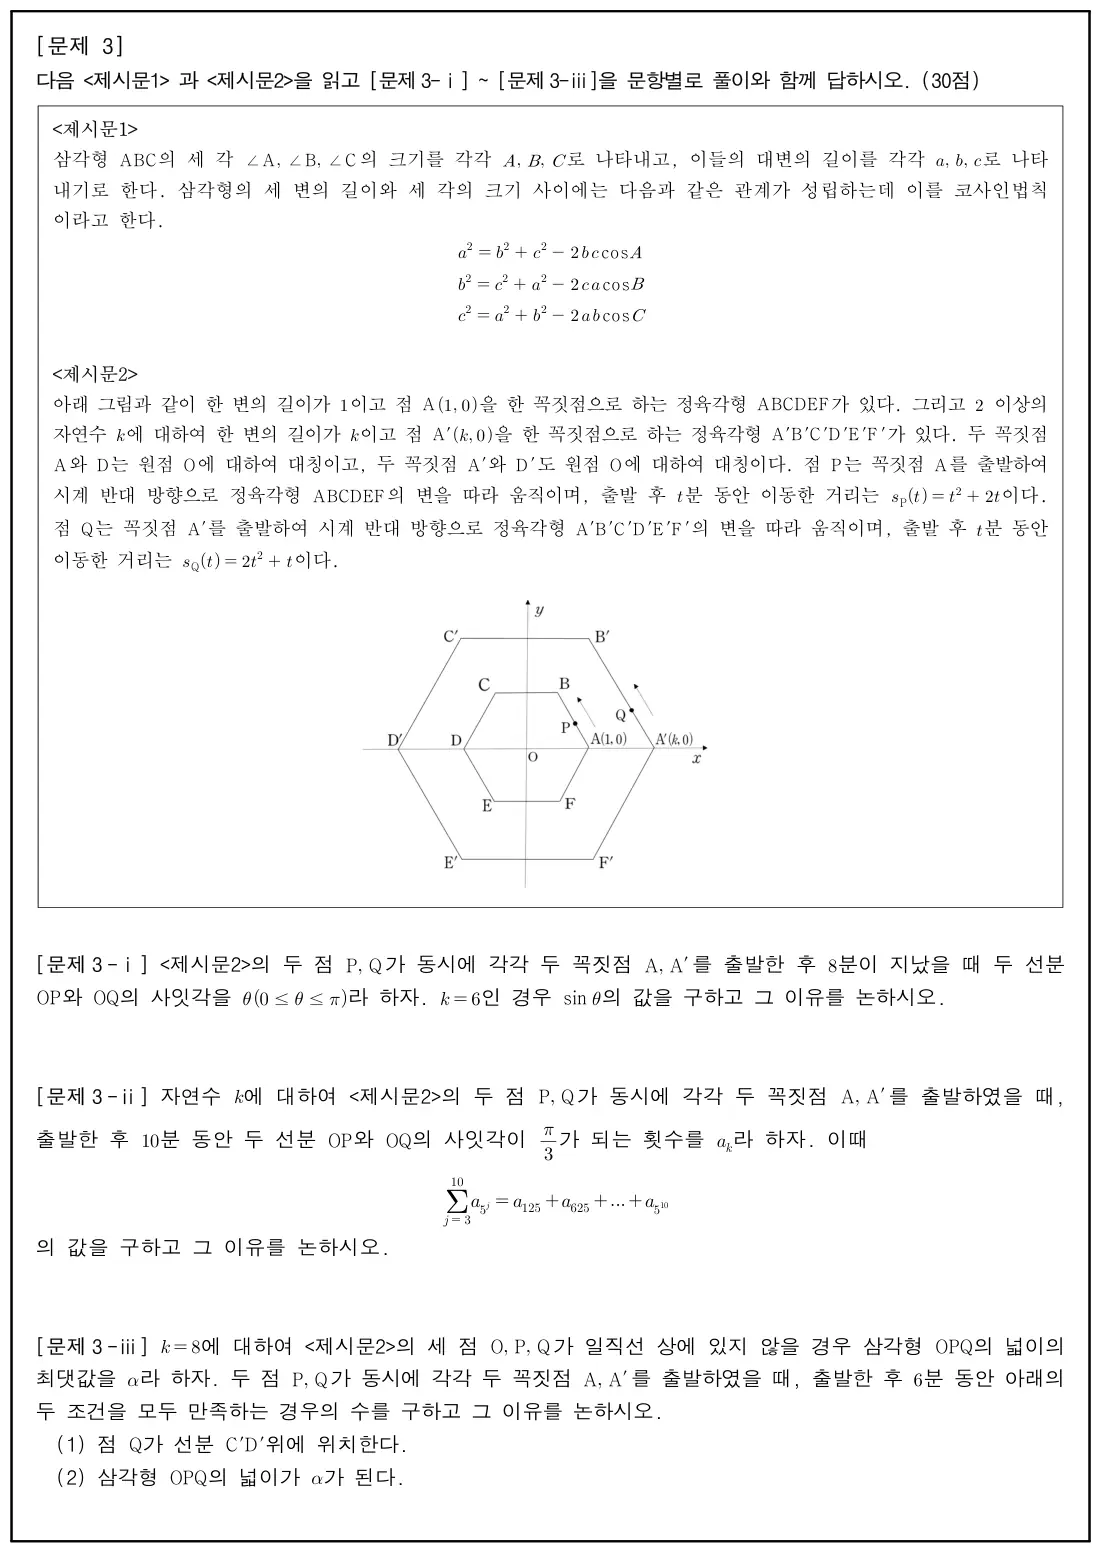 [문제 3]
다음 <제시문1> 과 <제시문2>을 읽고 [문제 3-ⅰ] ~ [문제 3-ⅲ]을 문항별로 풀이와 함께 답하시오. (30점)
<제시문1>
삼각형 ABC의 세 각 ∠A, ∠B, ∠C의 크기를 각각 A, B, C로 나타내고, 이들의 대변의 길이를 각각 a, b, c로 나타
내기로 한다. 삼각형의 세 변의 길이와 세 각의 크기 사이에는 다음과 같은 관계가 성립하는데 이를 코사인법칙
이라고 한다.
a² = b² + c² − 2bccosA
b² = c² + a² − 2cacosB
c² = a² + b² − 2abcosC
<제시문2>
아래 그림과 같이 한 변의 길이가 1이고 점 A(1, 0)을 한 꼭짓점으로 하는 정육각형 ABCDEF가 있다. 그리고 2 이상의
자연수 k에 대하여 한 변의 길이가 k이고 점 A′(k, 0)을 한 꼭짓점으로 하는 정육각형 A′B′C′D′E′F′가 있다. 두 꼭짓점
A와 D는 원점 O에 대하여 대칭이고, 두 꼭짓점 A′와 D′도 원점 O에 대하여 대칭이다. 점 P는 꼭짓점 A를 출발하여
시계 반대 방향으로 정육각형 ABCDEF의 변을 따라 움직이며, 출발 후 t분 동안 이동한 거리는 s_P(t) = t² + 2t이다.
점 Q는 꼭짓점 A′를 출발하여 시계 반대 방향으로 정육각형 A′B′C′D′E′F′의 변을 따라 움직이며, 출발 후 t분 동안
이동한 거리는 s_Q(t) = 2t² + t이다.
y
C′ B′
C B
P Q
D′ D O A(1, 0) A′(k, 0) x
E F
E′ F′
[문제 3-ⅰ] <제시문2>의 두 점 P, Q가 동시에 각각 두 꼭짓점 A, A′를 출발한 후 8분이 지났을 때 두 선분
OP와 OQ의 사잇각을 θ(0 ≤ θ ≤ π)라 하자. k = 6인 경우 sin θ의 값을 구하고 그 이유를 논하시오.
[문제 3-ⅱ] 자연수 k에 대하여 <제시문2>의 두 점 P, Q가 동시에 각각 두 꼭짓점 A, A′를 출발하였을 때,
출발한 후 10분 동안 두 선분 OP와 OQ의 사잇각이 π/3가 되는 횟수를 a_k라 하자. 이때
∑_{j=3}^{10} a_{5^j} = a_{125} + a_{625} + ... + a_{5^{10}}
의 값을 구하고 그 이유를 논하시오.
[문제 3-ⅲ] k = 8에 대하여 <제시문2>의 세 점 O, P, Q가 일직선 상에 있지 않을 경우 삼각형 OPQ의 넓이의
최댓값을 α라 하자. 두 점 P, Q가 동시에 각각 두 꼭짓점 A, A′를 출발하였을 때, 출발한 후 6분 동안 아래의
두 조건을 모두 만족하는 경우의 수를 구하고 그 이유를 논하시오.
(1) 점 Q가 선분 C′D′위에 위치한다.
(2) 삼각형 OPQ의 넓이가 α가 된다.